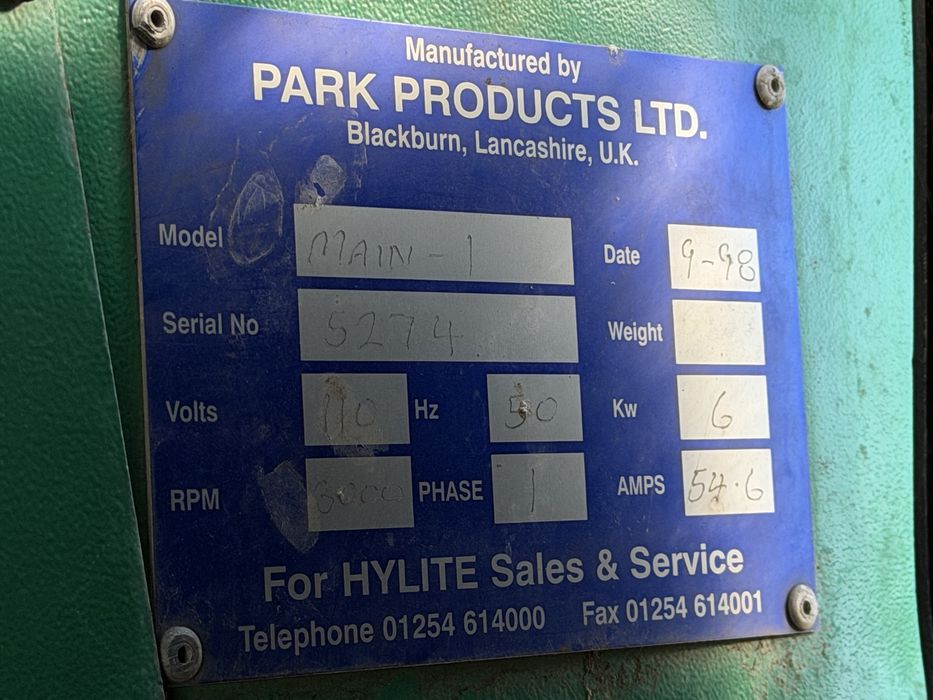 Manufactured by
PARK PRODUCTS LTD.
Blackburn, Lancashire, U.K.
Model MAIN - 1 Date 9-98
Serial No 5274 Weight
Volts 110 Hz 50 Kw 6
RPM 3000 PHASE 1 AMPS 54.6
For HYLITE Sales & Service
Telephone 01254 614000 Fax 01254 614001